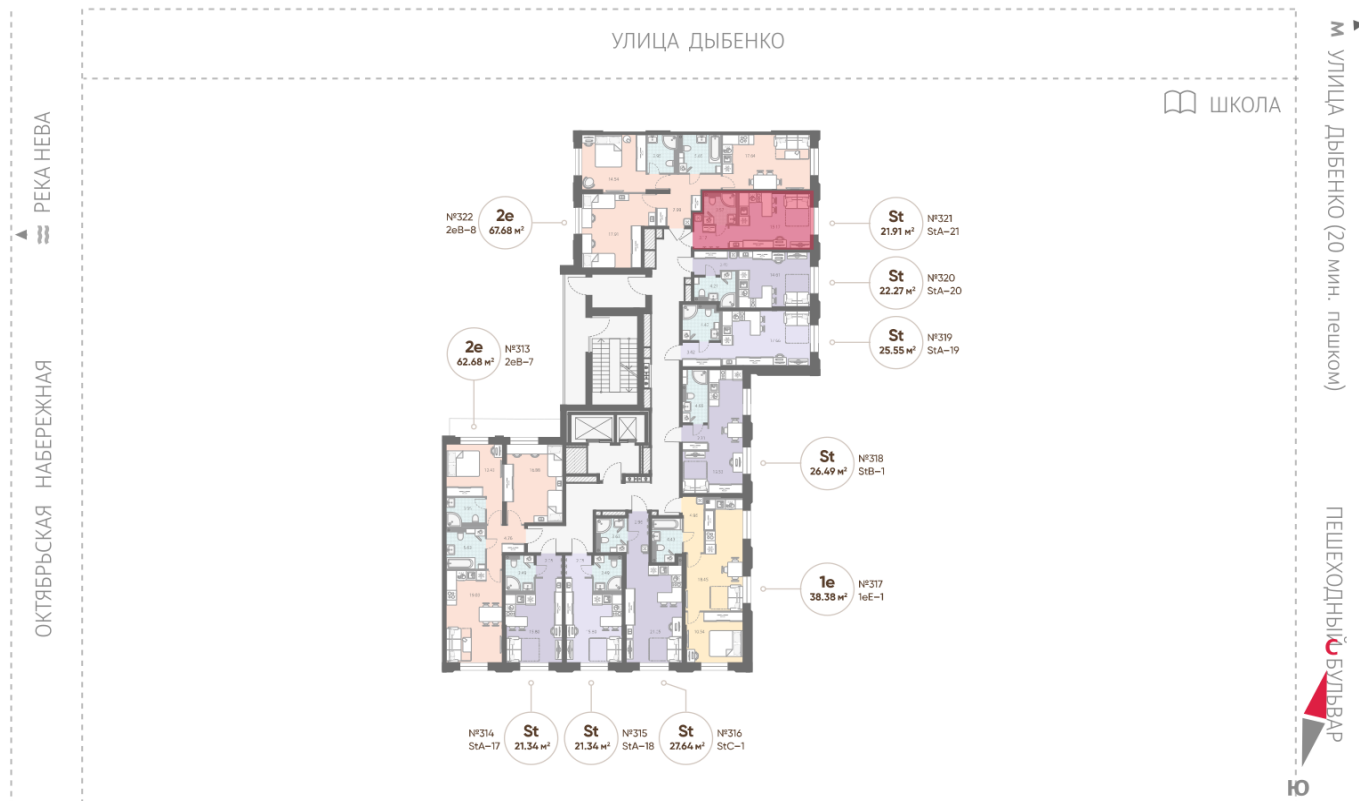 УЛИЦА ДЫБЕНКО
ШКОЛА
М УЛИЦА ДЫБЕНКО (20 мин. пешком)
ПЕШЕХОДНЫЙ БУЛЬВАР
РЕКА НЕВА
ОКТЯБРЬСКАЯ НАБЕРЕЖНАЯ
№322
2еВ–8
2е
67.68 м²
St
21.91 м²
№321
StA–21
St
22.27 м²
№320
StA–20
St
25.55 м²
№319
StA–19
2е
62.68 м²
№313
2еВ–7
St
26.49 м²
№318
StB–1
1е
38.38 м²
№317
1еЕ–1
№314
StA–17
St
21.34 м²
St
21.34 м²
№315
StA–18
St
27.64 м²
№316
StC–1
С
Ю